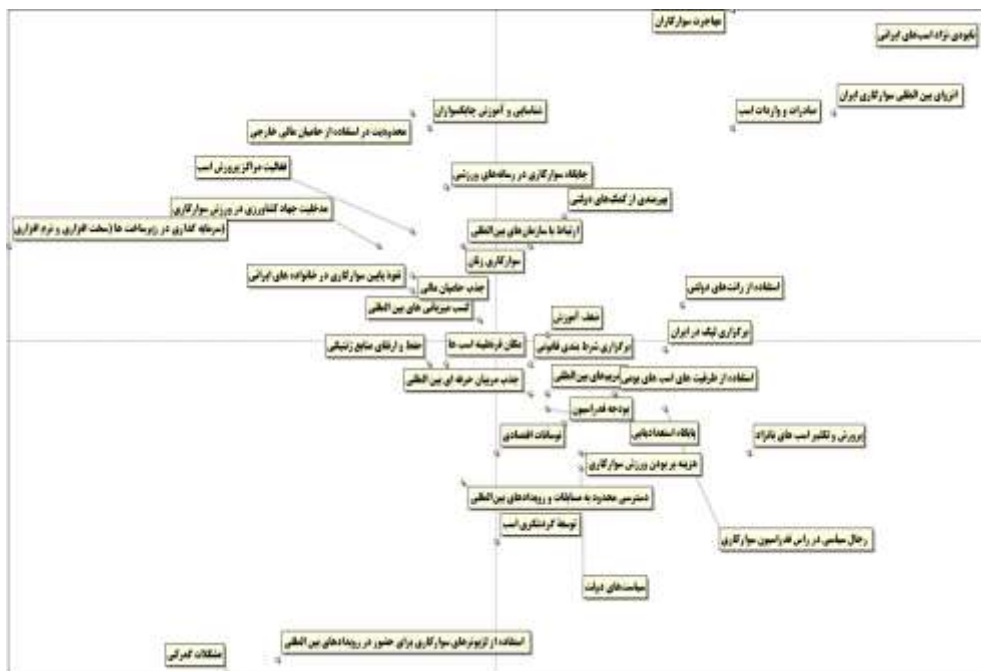 مهاجرت سوارکاران
نابودی نژاد اسب‌های ایرانی
انزوای بین المللی سوارکاری ایران
صادرات و واردات اسب
شناسایی و آموزش چابکسواران
محدودیت در استفاده از حامیان مالی خارجی
فعالیت مراکز پرورش اسب
جایگاه سوارکاری در رسانه‌های ورزشی
بهره‌مندی از کمک‌های دولتی
مدخلیت جهاد کشاورزی در ورزش سوارکاری
سرمایه گذاری در زیرساخت ها (سخت افزاری و نرم افزاری)
ارتباط با سازمان‌های بین‌المللی
سوارکاری زنان
نفوذ پایین سوارکاری در خانواده های ایرانی
جذب حامیان مالی
استفاده از رانت‌های دولتی
کسب میزبانی های بین المللی
ضعف آموزش
برگزاری لیگ در ایران
حفظ و ارتقای منابع ژنتیکی
مکان قرنطینه اسب ها
برگزاری شرط بندی قانونی
جذب مربیان حرفه ای بین المللی
بین‌المللی
استفاده از ظرفیت های اسب های بومی
بودجه فدراسیون
نوسانات اقتصادی
پایگاه استعدادیابی
پرورش و تکثیر اسب های بانژاد
هزینه بر بودن ورزش سوارکاری
دسترسی محدود به مسابقات و رویدادهای بین‌المللی
توسعۀ گردشگری اسب
رجال سیاسی در راس فدراسیون سوارکاری
سیاست‌های دولت
استفاده از لژیونرهای سوارکاری برای حضور در رویدادهای بین المللی
مشکلات گمرکی